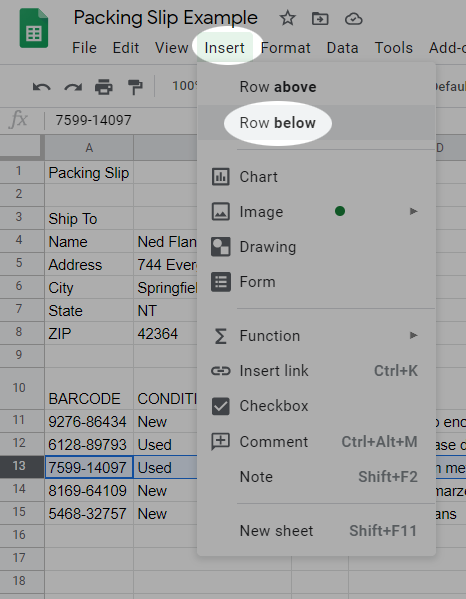 Packing Slip Example
File Edit View Insert Format Data Tools Add-
100% Defaul
fx 7599-14097
A D
1 Packing Slip
2
3 Ship To
4 Name Ned Flan
5 Address 744 Ever
6 City Springfie
7 State NT
8 ZIP 42364
9
10 BARCODE CONDITI
11 9276-86434 New o enc
12 6128-89793 Used ase d
13 7599-14097 Used m me
14 8169-64109 New marze
15 5468-32757 New ans
16
17
18
Row above
Row below
Chart
Image
Drawing
Form
Σ Function
Insert link Ctrl+K
Checkbox
Comment Ctrl+Alt+M
Note Shift+F2
New sheet Shift+F11